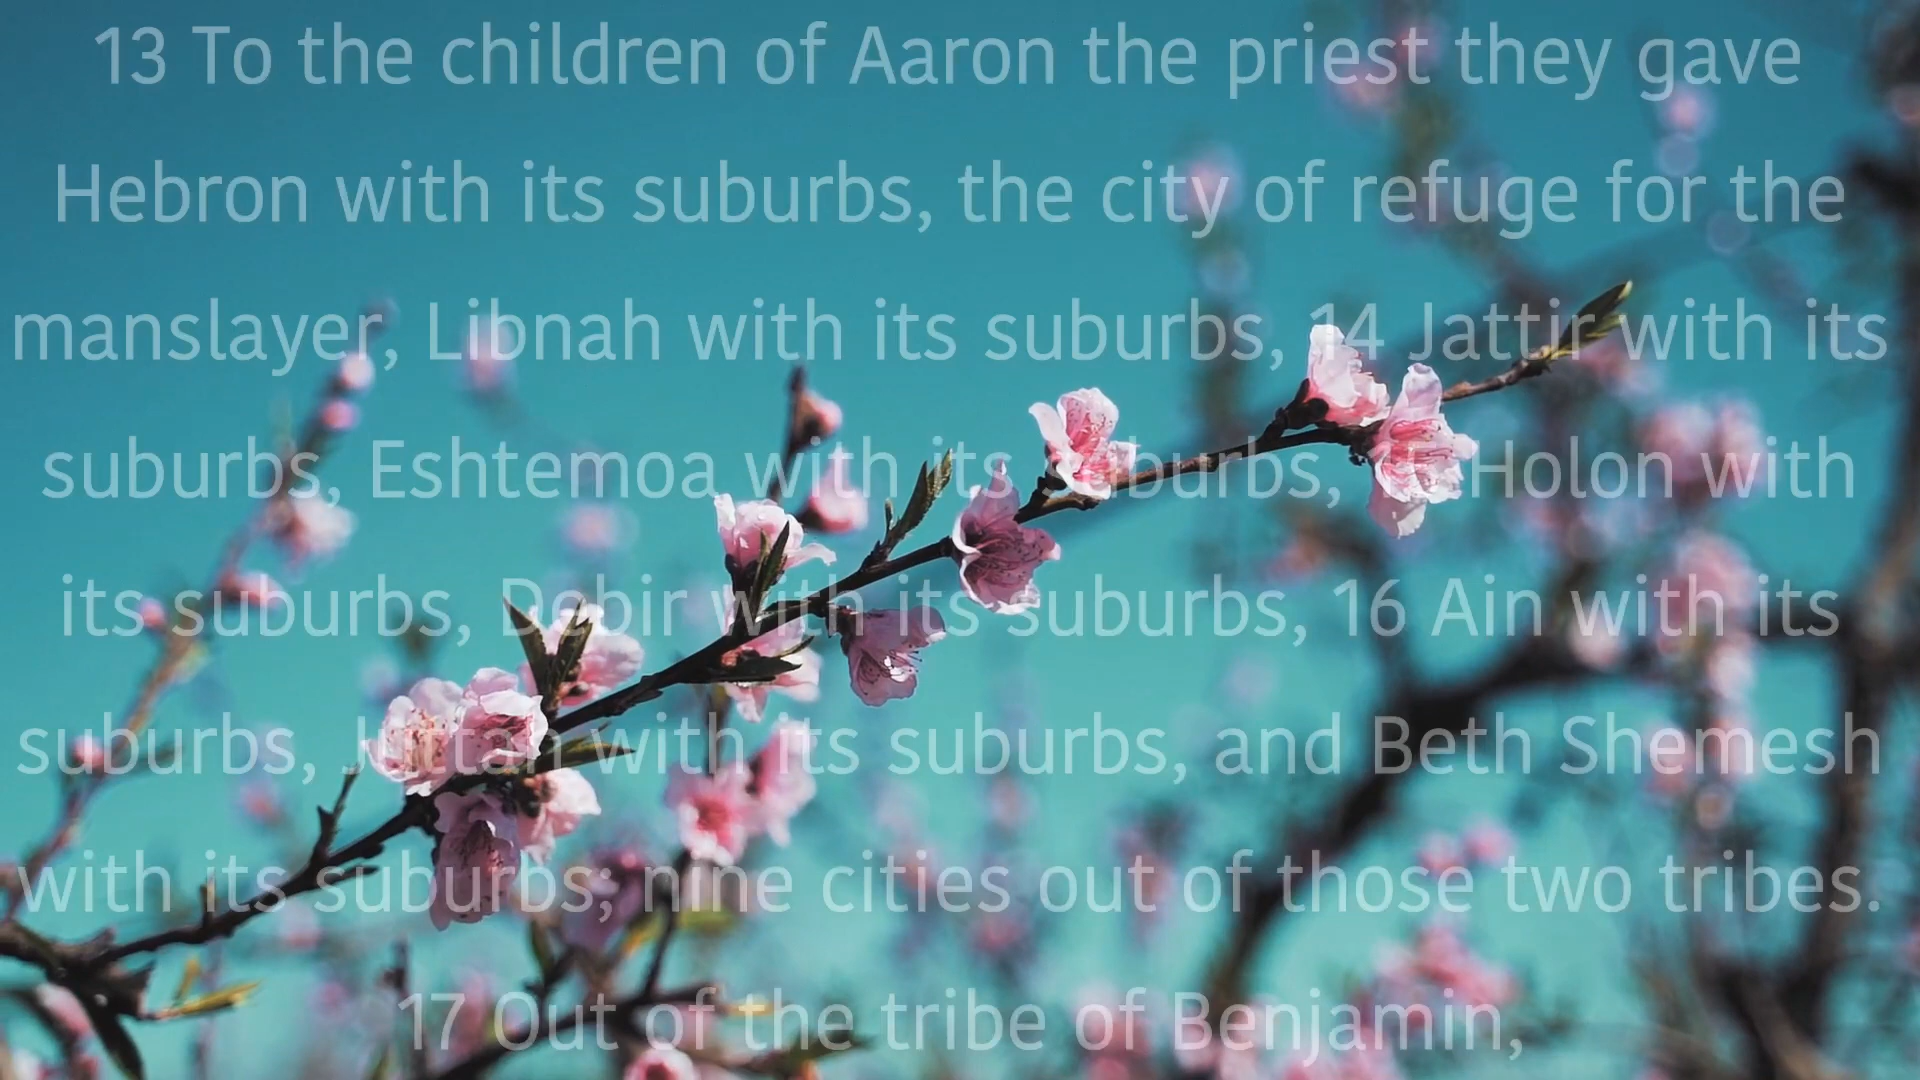 13 To the children of Aaron the priest they gave
Hebron with its suburbs, the city of refuge for the
manslayer, Libnah with its suburbs, 14 Jattir with its
suburbs, Eshtemoa with its suburbs, Holon with
its suburbs, Debir with its suburbs, 16 Ain with its
suburbs, Juttah with its suburbs, and Beth Shemesh
with its suburbs; nine cities out of those two tribes.
17 Out of the tribe of Benjamin,